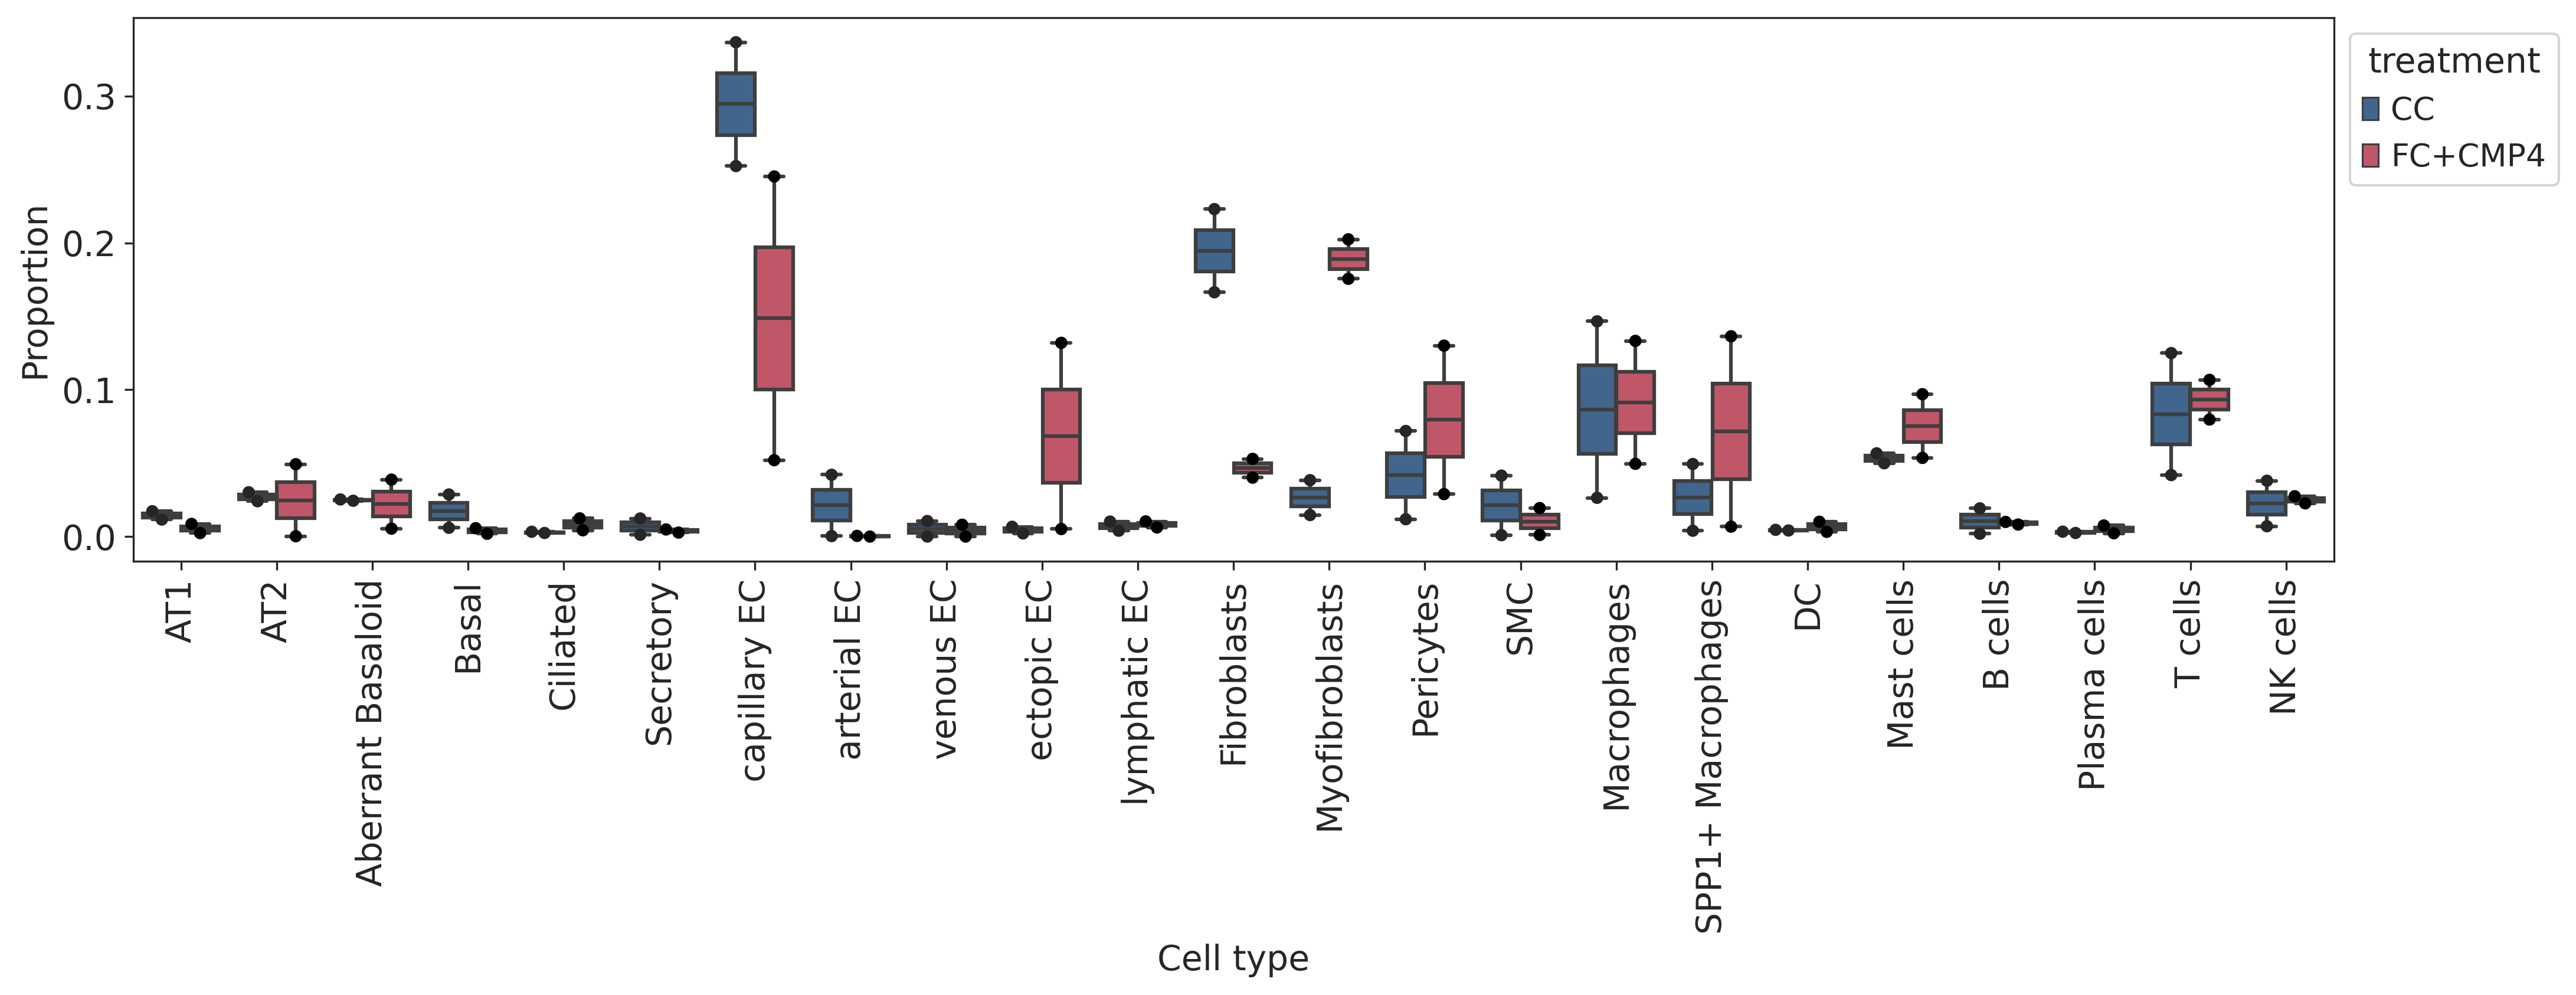 treatment
CC
FC+CMP4
Proportion
0.3
0.2
0.1
0.0
AT1
AT2
Aberrant Basaloid
Basal
Ciliated
Secretory
capillary EC
arterial EC
venous EC
ectopic EC
lymphatic EC
Fibroblasts
Myofibroblasts
Pericytes
SMC
Macrophages
SPP1+ Macrophages
DC
Mast cells
B cells
Plasma cells
T cells
NK cells
Cell type